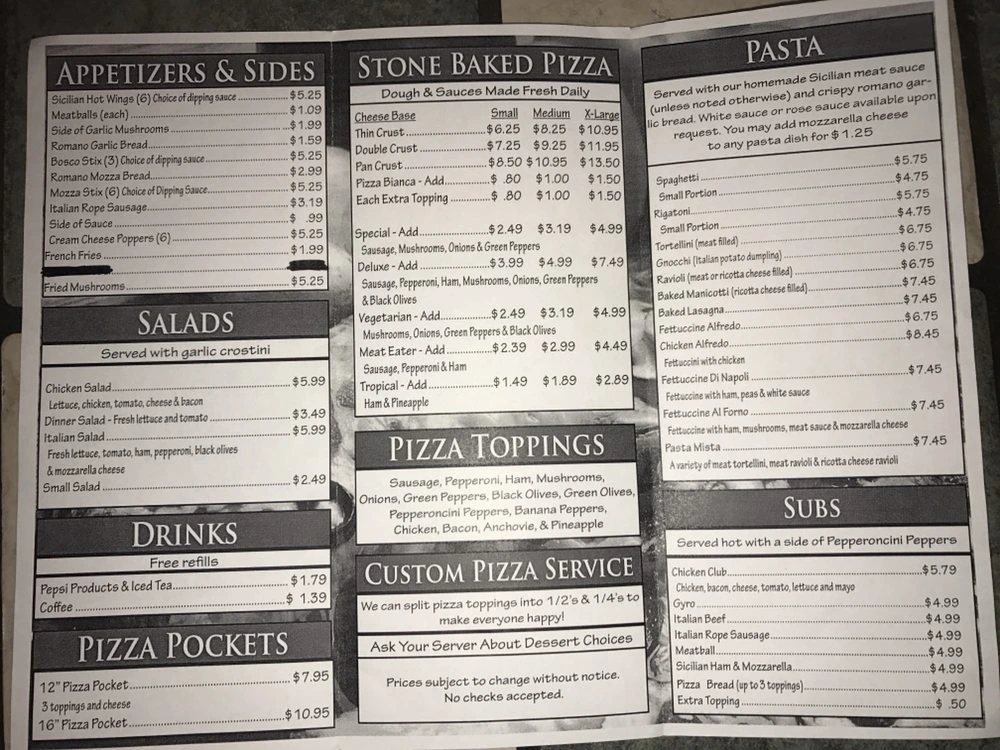 APPETIZERS & SIDES
Sicilian Hot Wings (6) Choice of dipping sauce $5.25
Meatballs (each) $1.09
Side of Garlic Mushrooms $1.99
Romano Garlic Bread $1.59
Bosco Stix (3) Choice of dipping sauce $5.25
Romano Mozza Bread $2.99
Mozza Stix (6) Choice of Dipping Sauce $5.25
Italian Rope Sausage $3.19
Side of Sauce $ .99
Cream Cheese Poppers (6) $5.25
French Fries $1.99
Fried Mushrooms $5.25
SALADS
Served with garlic crostini
Chicken Salad $5.99
Lettuce, chicken, tomato, cheese & bacon
Dinner Salad - Fresh lettuce and tomato $3.49
Italian Salad $5.99
Fresh lettuce, tomato, ham, pepperoni, black olives
& mozzarella cheese
Small Salad $2.49
DRINKS
Free refills
Pepsi Products & Iced Tea $1.79
Coffee $ 1.39
PIZZA POCKETS
12" Pizza Pocket $7.95
3 toppings and cheese
16" Pizza Pocket $10.95
STONE BAKED PIZZA
Dough & Sauces Made Fresh Daily
Cheese Base Small Medium X-Large
Thin Crust $6.25 $8.25 $10.95
Double Crust $7.25 $9.25 $11.95
Pan Crust $8.50 $10.95 $13.50
Pizza Bianca - Add $ .80 $1.00 $1.50
Each Extra Topping $ .80 $1.00 $1.50
Special - Add $2.49 $3.19 $4.99
Sausage, Mushrooms, Onions & Green Peppers
Deluxe - Add $3.99 $4.99 $7.49
Sausage, Pepperoni, Ham, Mushrooms, Onions, Green Peppers
& Black Olives
Vegetarian - Add $2.49 $3.19 $4.99
Mushrooms, Onions, Green Peppers & Black Olives
Meat Eater - Add $2.39 $2.99 $4.49
Sausage, Pepperoni & Ham
Tropical - Add $1.49 $1.89 $2.89
Ham & Pineapple
PIZZA TOPPINGS
Sausage, Pepperoni, Ham, Mushrooms,
Onions, Green Peppers, Black Olives, Green Olives,
Pepperoncini Peppers, Banana Peppers,
Chicken, Bacon, Anchovie, & Pineapple
CUSTOM PIZZA SERVICE
We can split pizza toppings into 1/2's & 1/4's to
make everyone happy!
Ask Your Server About Dessert Choices
Prices subject to change without notice.
No checks accepted.
PASTA
Served with our homemade Sicilian meat sauce
(unless noted otherwise) and crispy romano gar-
lic bread. White sauce or rose sauce available upon
request. You may add mozzarella cheese
to any pasta dish for $ 1.25
Spaghetti $5.75
Small Portion $4.75
Rigatoni $5.75
Small Portion $4.75
Tortellini (meat filled) $6.75
Gnocchi (Italian potato dumpling) $6.75
Ravioli (meat or ricotta cheese filled) $6.75
Baked Manicotti (ricotta cheese filled) $7.45
Baked Lasagna $7.45
Fettuccine Alfredo $6.75
Chicken Alfredo $8.45
Fettuccini with chicken
Fettuccine Di Napoli $7.45
Fettuccine with ham, peas & white sauce
Fettuccine Al Forno $7.45
Fettuccine with ham, mushrooms, meat sauce & mozzarella cheese
Pasta Mista $7.45
A variety of meat tortellini, meat ravioli & ricotta cheese ravioli
SUBS
Served hot with a side of Pepperoncini Peppers
Chicken Club $5.79
Chicken, bacon, cheese, tomato, lettuce and mayo
Gyro $4.99
Italian Beef $4.99
Italian Rope Sausage $4.99
Meatball $4.99
Sicilian Ham & Mozzarella $4.99
Pizza Bread (up to 3 toppings) $4.99
Extra Topping $ .50